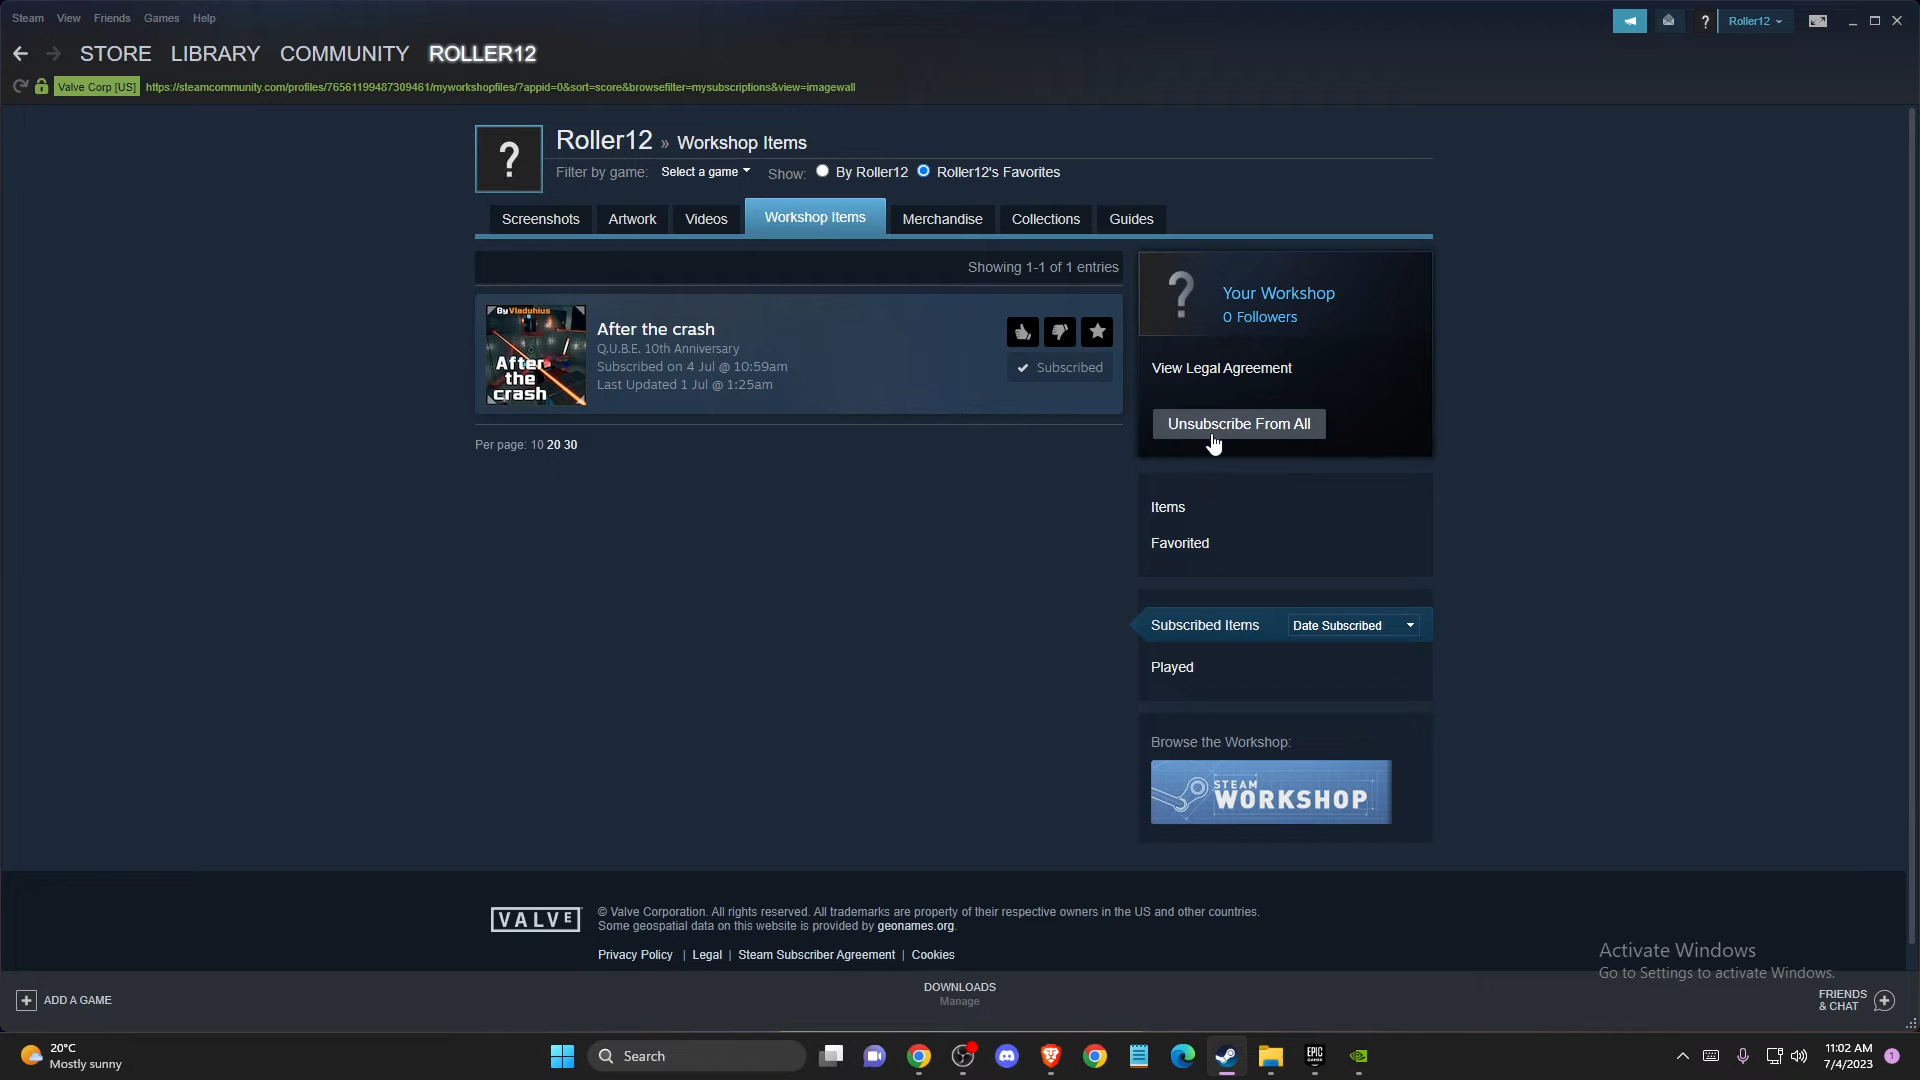 Steam View Friends Games Help
Roller12
STORE LIBRARY COMMUNITY ROLLER12
Valve Corp [US] https://steamcommunity.com/profiles/76561199487309461/myworkshopfiles/?appid=0&sort=score&browsefilter=mysubscriptions&view=imagewall
?
Roller12 » Workshop Items
Filter by game: Select a game Show: By Roller12 Roller12's Favorites
Screenshots Artwork Videos Workshop Items Merchandise Collections Guides
Showing 1-1 of 1 entries
By Vladuhius
After the crash
After the crash
Q.U.B.E. 10th Anniversary
Subscribed on 4 Jul @ 10:59am
Last Updated 1 Jul @ 1:25am
Subscribed
Per page: 10 20 30
?
Your Workshop
0 Followers
View Legal Agreement
Unsubscribe From All
Items
Favorited
Subscribed Items Date Subscribed
Played
Browse the Workshop:
STEAM
WORKSHOP
VALVE
© Valve Corporation. All rights reserved. All trademarks are property of their respective owners in the US and other countries.
Some geospatial data on this website is provided by geonames.org.
Privacy Policy | Legal | Steam Subscriber Agreement | Cookies
Activate Windows
Go to Settings to activate Windows.
ADD A GAME
DOWNLOADS
Manage
FRIENDS
& CHAT
20°C
Mostly sunny
Search
EPIC
GAMES
11:02 AM
7/4/2023
1